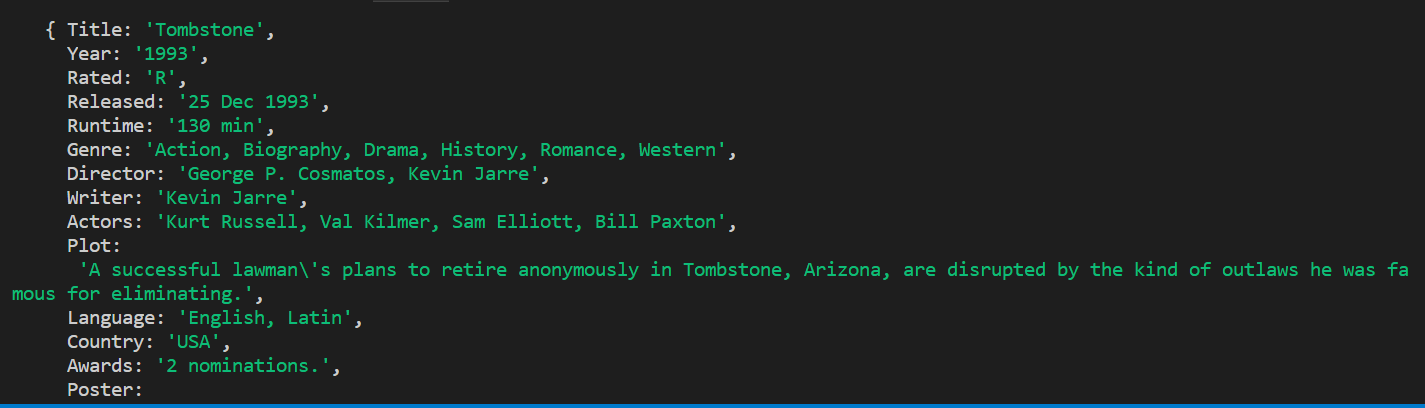 { Title: 'Tombstone',
Year: '1993',
Rated: 'R',
Released: '25 Dec 1993',
Runtime: '130 min',
Genre: 'Action, Biography, Drama, History, Romance, Western',
Director: 'George P. Cosmatos, Kevin Jarre',
Writer: 'Kevin Jarre',
Actors: 'Kurt Russell, Val Kilmer, Sam Elliott, Bill Paxton',
Plot:
'A successful lawman\'s plans to retire anonymously in Tombstone, Arizona, are disrupted by the kind of outlaws he was fa
mous for eliminating.',
Language: 'English, Latin',
Country: 'USA',
Awards: '2 nominations.',
Poster: